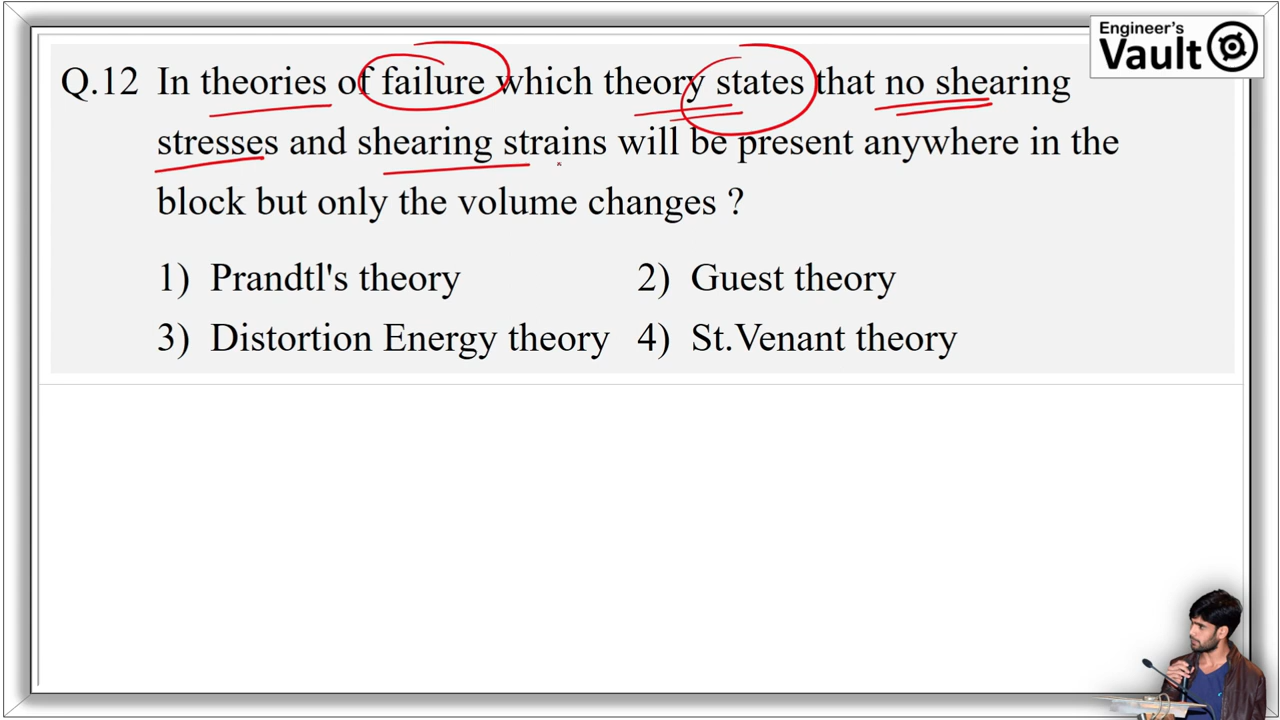 Engineer's
Vault
Q.12 In theories of failure which theory states that no shearing
stresses and shearing strains will be present anywhere in the
block but only the volume changes ?
1) Prandtl's theory 2) Guest theory
3) Distortion Energy theory 4) St.Venant theory